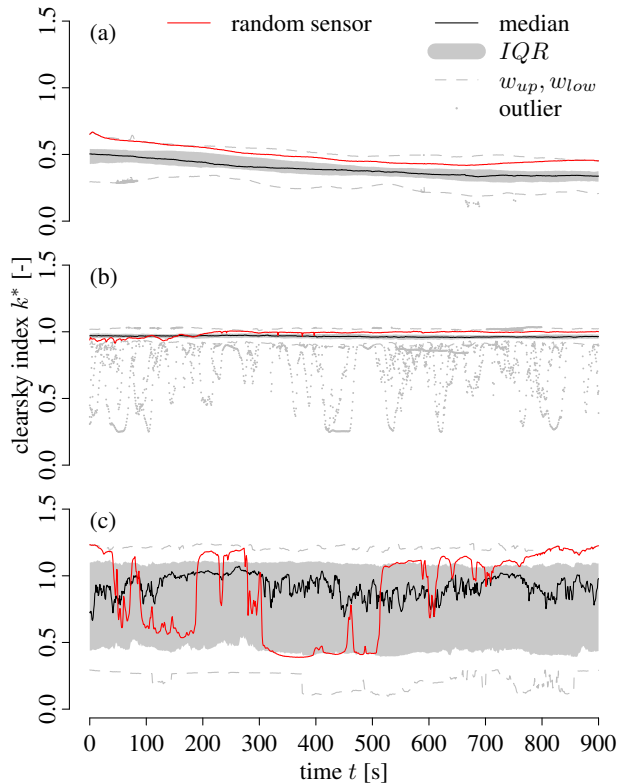 (a)
random sensor
median
IQR
w_up, w_low
outlier
0.0 0.5 1.0 1.5
(b)
0.0 0.5 1.0 1.5
clearsky index k* [-]
(c)
0.0 0.5 1.0 1.5
0 100 200 300 400 500 600 700 800 900
time t [s]